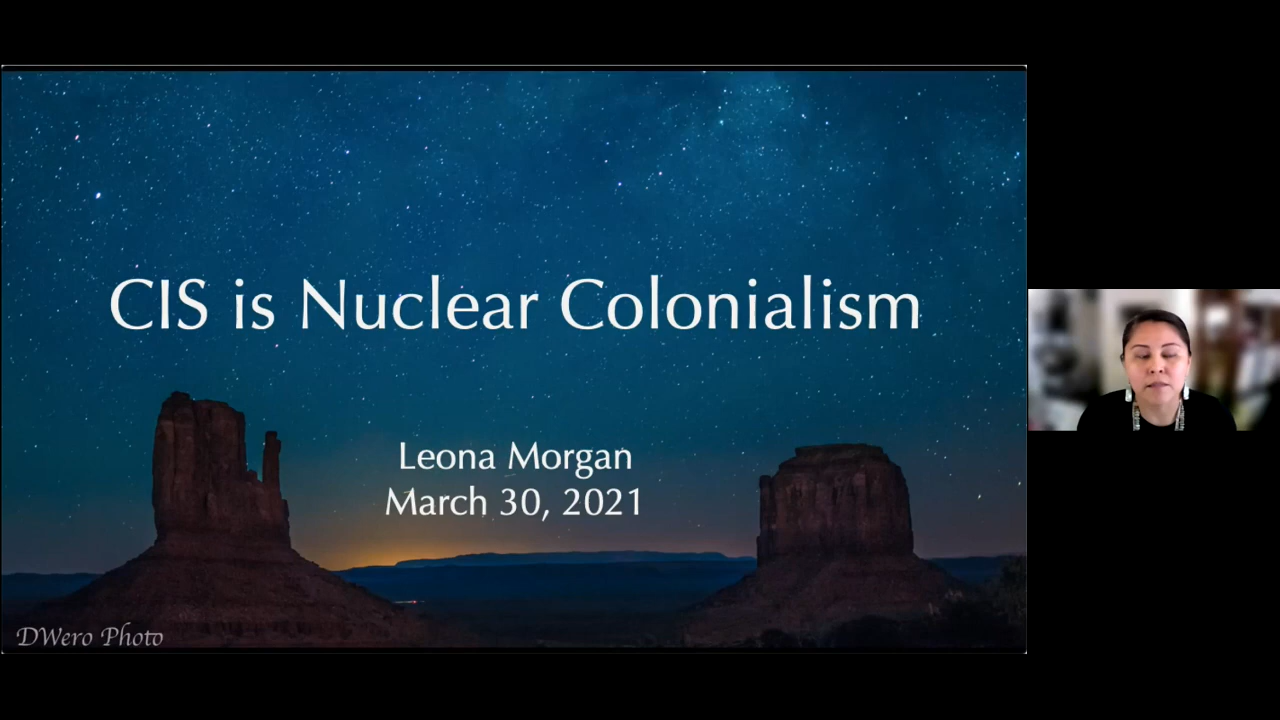 CIS is Nuclear Colonialism
Leona Morgan
March 30, 2021
DWero Photo